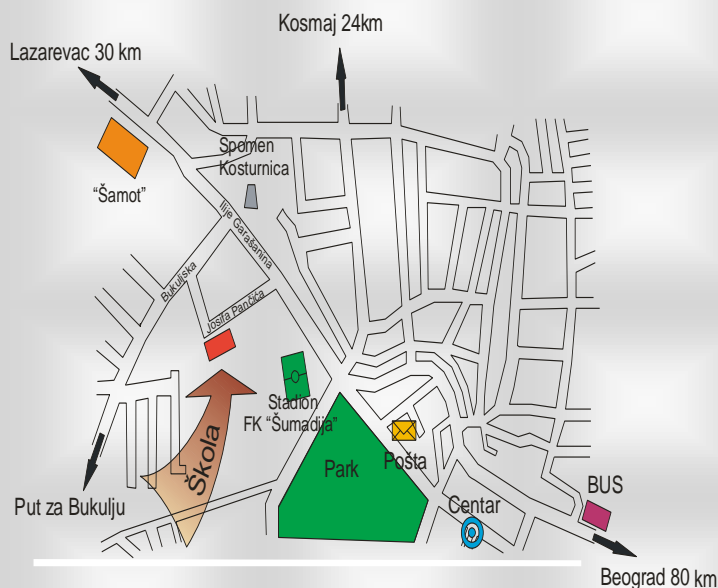 Kosmaj 24km
Lazarevac 30 km
Spomen
Kosturnica
"Šamot"
Ilije Garašanina
Bukuliska
Josifa Pančića
Stadion
FK "Šumadija"
Škola
Park
Pošta
Put za Bukulju
Centar
BUS
Beograd 80 km